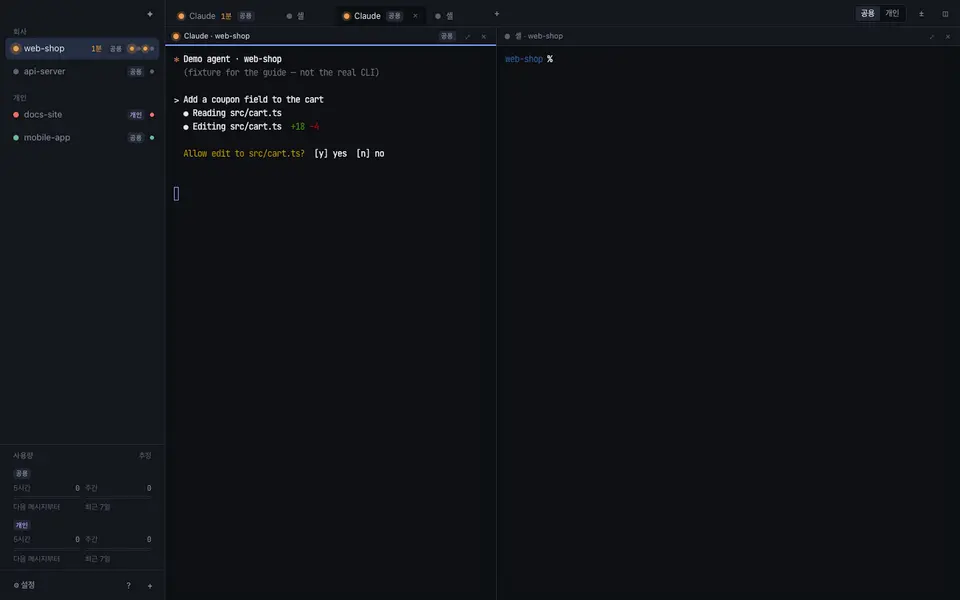 Claude 1분 공용
셸
Claude 공용 ×
셸
+
공용 개인
회사
web-shop 1분 공용
api-server 공용
개인
docs-site 개인
mobile-app 공용
Claude · web-shop 공용
* Demo agent · web-shop
(fixture for the guide — not the real CLI)
> Add a coupon field to the cart
● Reading src/cart.ts
● Editing src/cart.ts +18 -4
Allow edit to src/cart.ts? [y] yes [n] no
셸 · web-shop
web-shop %
사용량 추정
공용
5시간 0 주간 0
다음 메시지부터 최근 7일
개인
5시간 0 주간 0
다음 메시지부터 최근 7일
설정 ? +